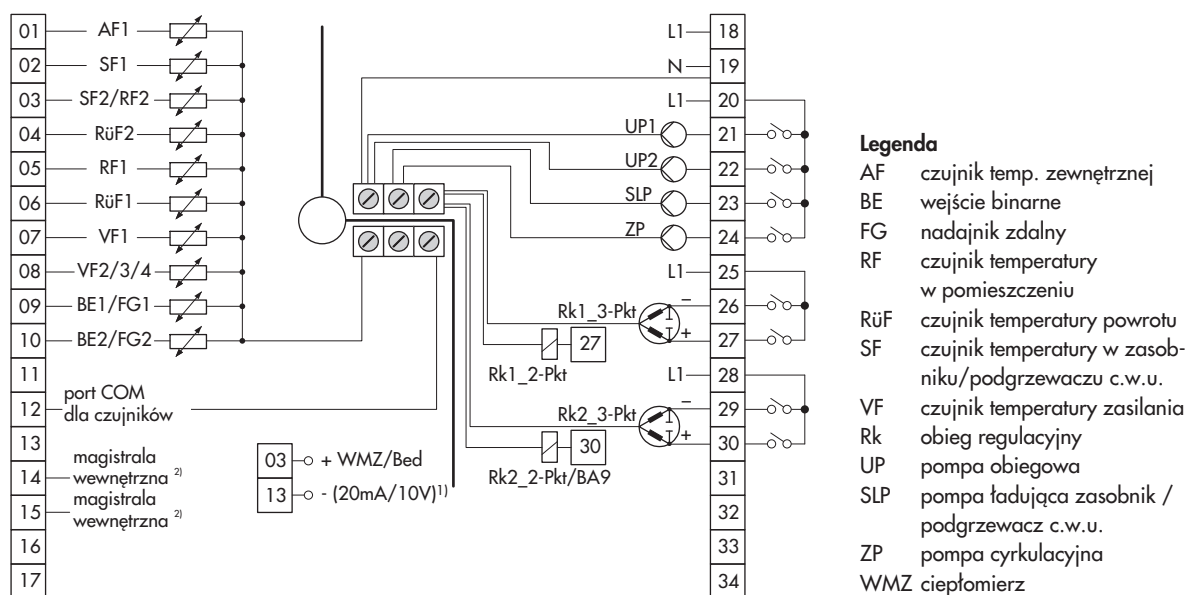 01 AF1
02 SF1
03 SF2/RF2
04 RüF2
05 RF1
06 RüF1
07 VF1
08 VF2/3/4
09 BE1/FG1
10 BE2/FG2
11
12 port COM
dla czujników
13
14 magistrala
wewnętrzna 2)
15 magistrala
wewnętrzna 2)
16
17
03 + WMZ/Bed
13 - (20mA/10V)1)
L1 18
N 19
L1 20
UP1 21
UP2 22
SLP 23
ZP 24
L1 25
Rk1_3-Pkt − 26
+ 27
27
Rk1_2-Pkt
L1 28
Rk2_3-Pkt − 29
+ 30
30
Rk2_2-Pkt/BA9
31
32
33
34
Legenda
AF czujnik temp. zewnętrznej
BE wejście binarne
FG nadajnik zdalny
RF czujnik temperatury
w pomieszczeniu
RüF czujnik temperatury powrotu
SF czujnik temperatury w zasob-
niku/podgrzewaczu c.w.u.
VF czujnik temperatury zasilania
Rk obieg regulacyjny
UP pompa obiegowa
SLP pompa ładująca zasobnik /
podgrzewacz c.w.u.
ZP pompa cyrkulacyjna
WMZ ciepłomierz